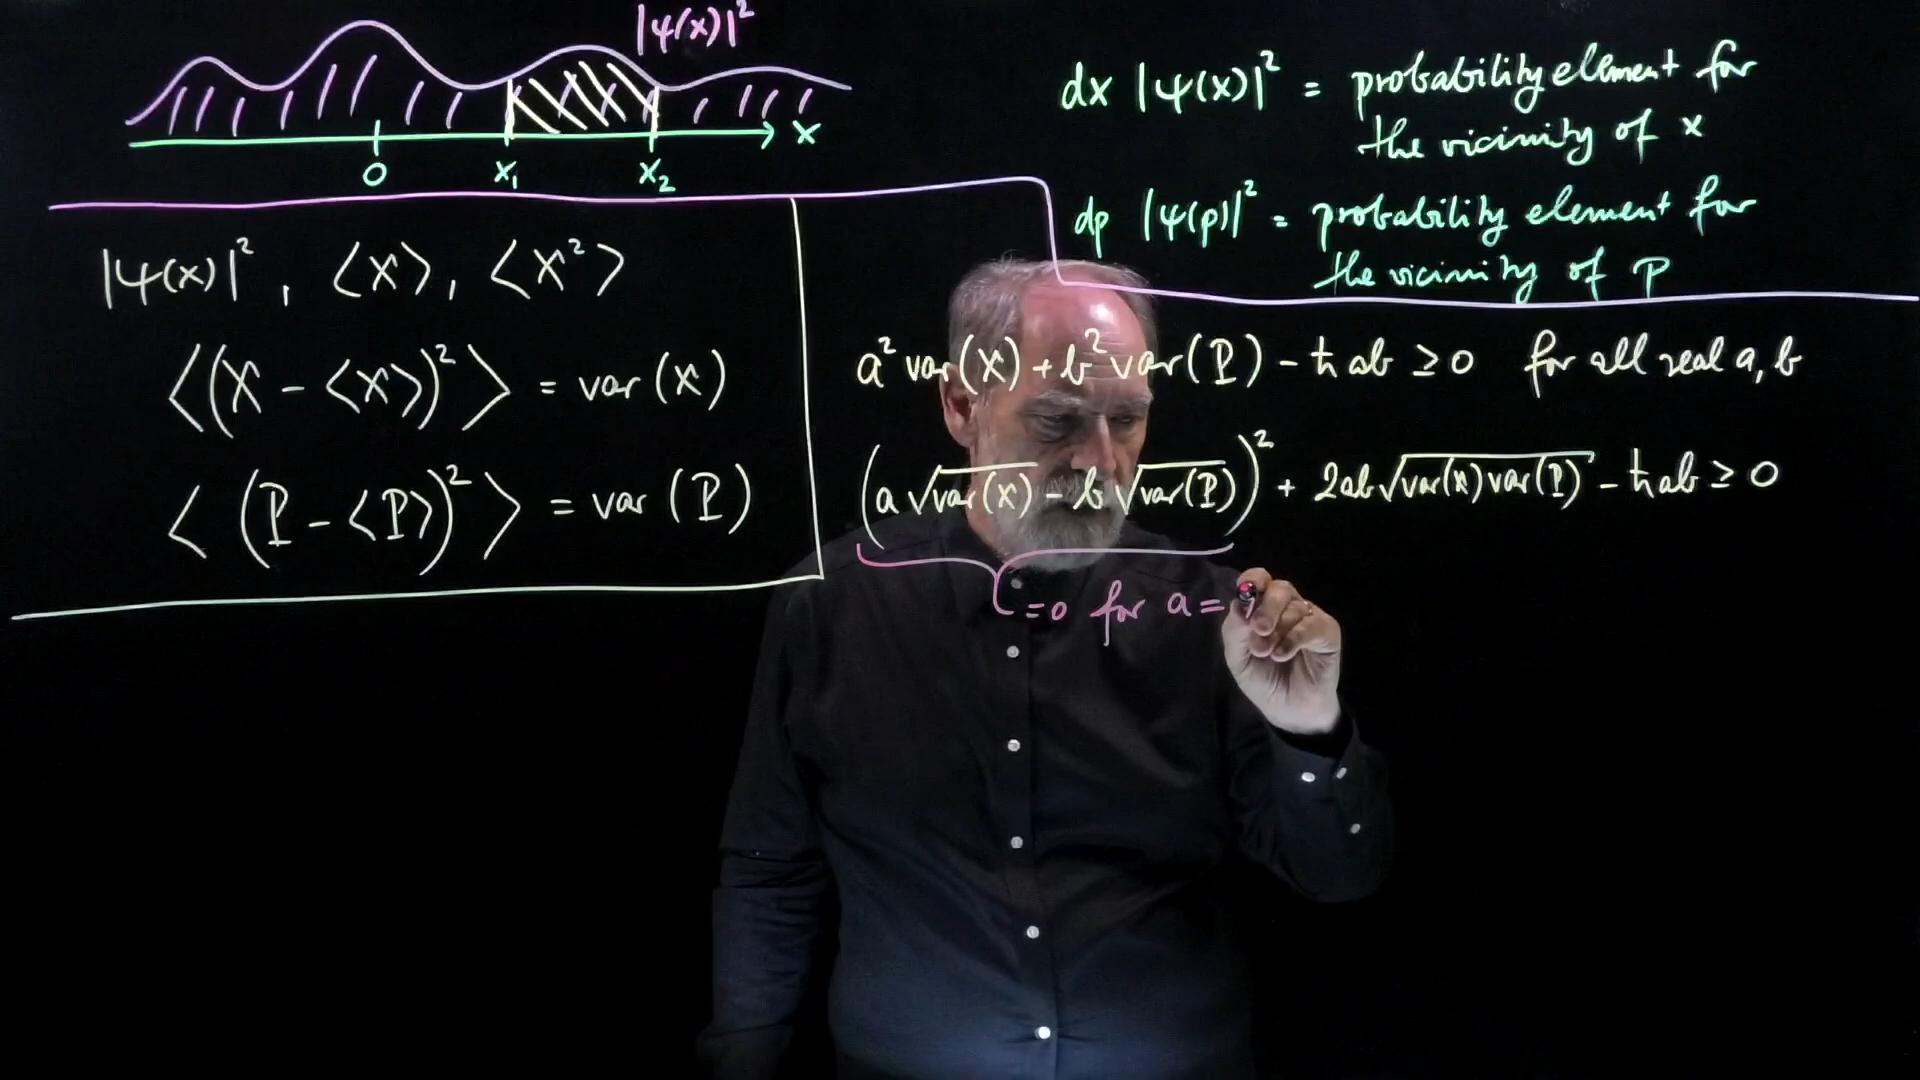 |ψ(x)|²
0 x₁ x₂ x
dx |ψ(x)|² = probability element for
the vicinity of x
dp |ψ(p)|² = probability element for
the vicinity of p
|ψ(x)|², ⟨X⟩, ⟨X²⟩
⟨(X - ⟨X⟩)²⟩ = var(X)
⟨(P - ⟨P⟩)²⟩ = var(P)
a² var(X) + b² var(P) - ħab ≥ 0 for all real a, b
(a√var(X) - b√var(P))² + 2ab√var(X)var(P) - ħab ≥ 0
=0 for a =